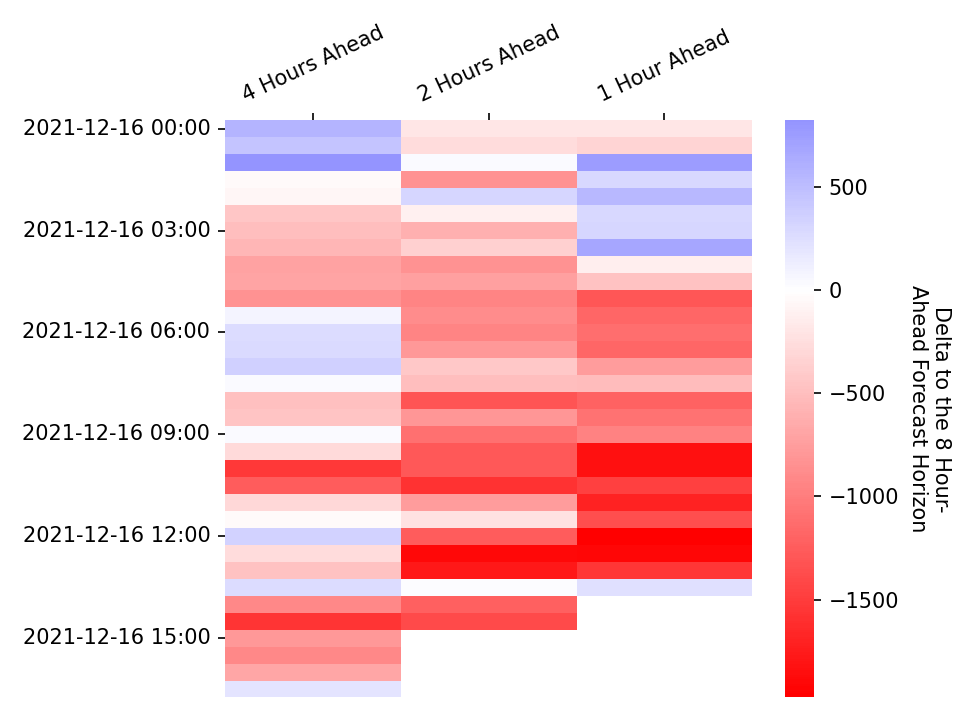 4 Hours Ahead
2 Hours Ahead
1 Hour Ahead
2021-12-16 00:00
2021-12-16 03:00
2021-12-16 06:00
2021-12-16 09:00
2021-12-16 12:00
2021-12-16 15:00
500
0
−500
−1000
−1500
Delta to the 8 Hour-
Ahead Forecast Horizon